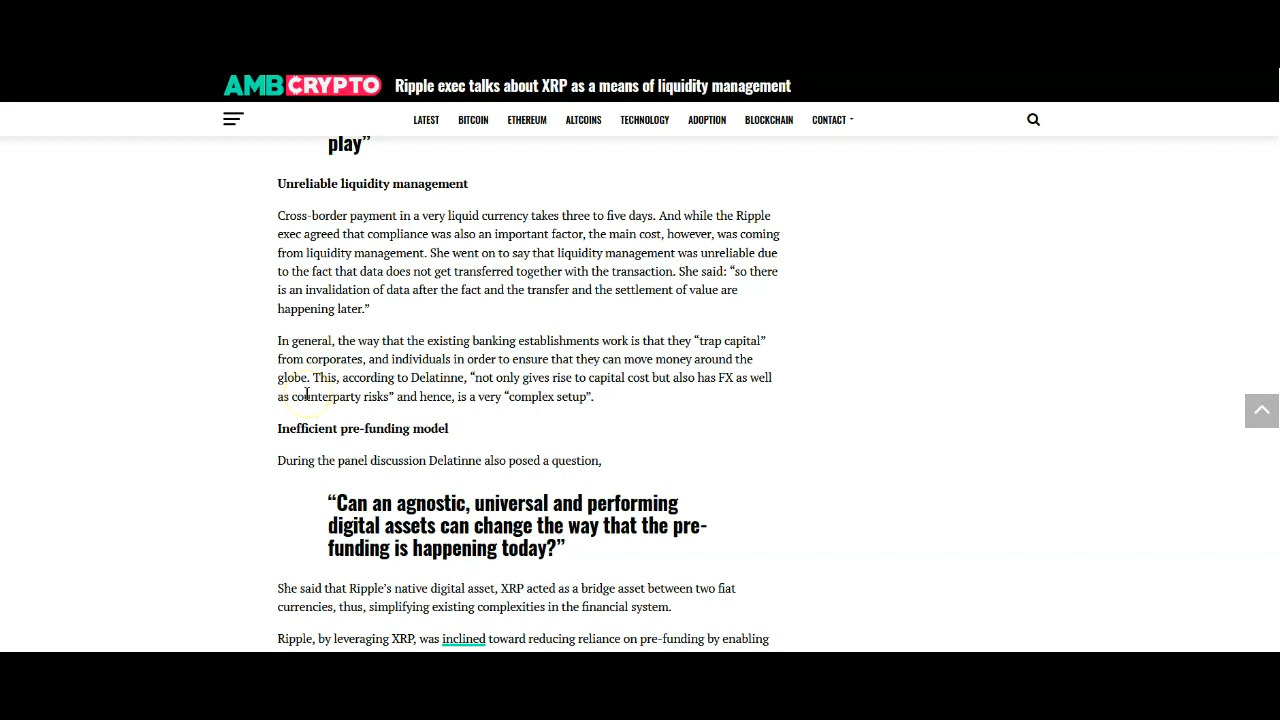 AMBCRYPTO Ripple exec talks about XRP as a means of liquidity management
LATEST BITCOIN ETHEREUM ALTCOINS TECHNOLOGY ADOPTION BLOCKCHAIN CONTACT
play”
Unreliable liquidity management
Cross-border payment in a very liquid currency takes three to five days. And while the Ripple
exec agreed that compliance was also an important factor, the main cost, however, was coming
from liquidity management. She went on to say that liquidity management was unreliable due
to the fact that data does not get transferred together with the transaction. She said: “so there
is an invalidation of data after the fact and the transfer and the settlement of value are
happening later.”
In general, the way that the existing banking establishments work is that they “trap capital”
from corporates, and individuals in order to ensure that they can move money around the
globe. This, according to Delatinne, “not only gives rise to capital cost but also has FX as well
as counterparty risks” and hence, is a very “complex setup”.
Inefficient pre-funding model
During the panel discussion Delatinne also posed a question,
“Can an agnostic, universal and performing
digital assets can change the way that the pre-
funding is happening today?”
She said that Ripple’s native digital asset, XRP acted as a bridge asset between two fiat
currencies, thus, simplifying existing complexities in the financial system.
Ripple, by leveraging XRP, was inclined toward reducing reliance on pre-funding by enabling